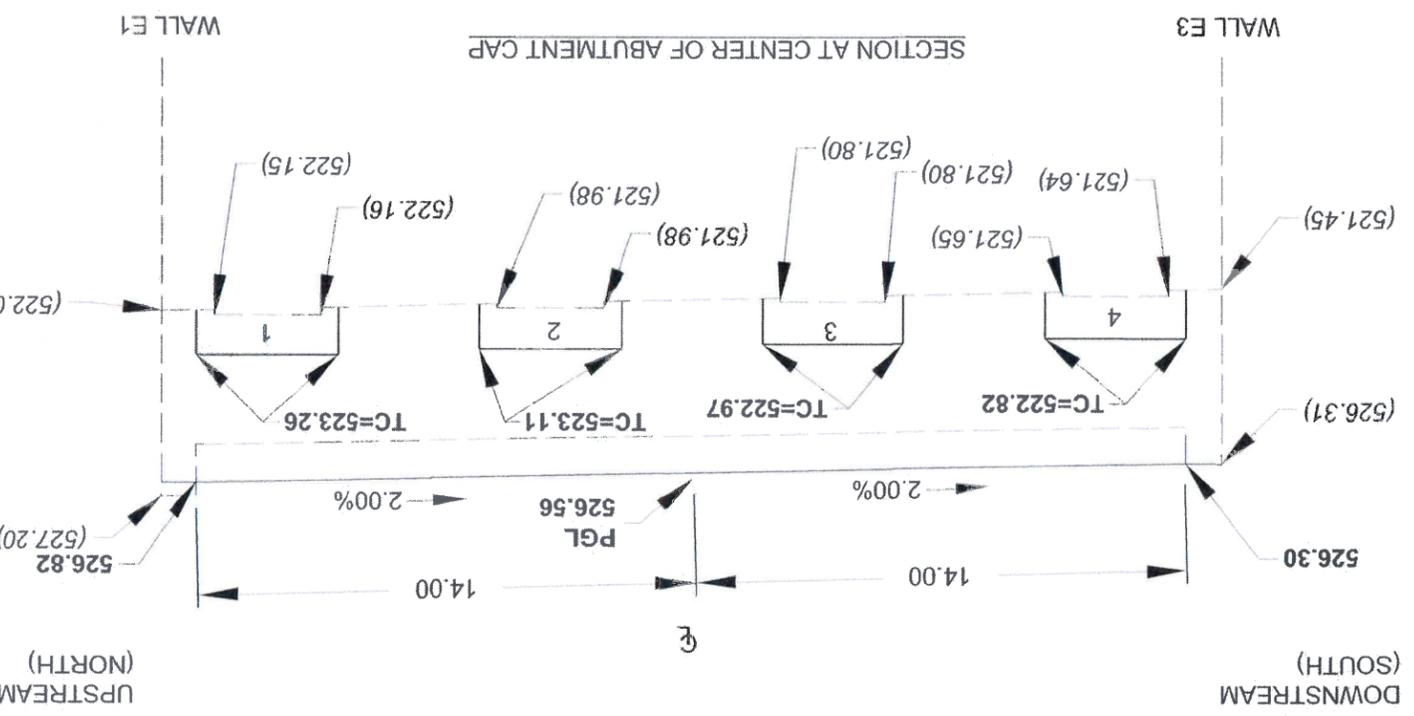 DOWNSTREAM
(SOUTH)
UPSTREAM
(NORTH)
℄
14.00
14.00
526.30
PGL
526.56
526.82
(527.20)
2.00%
2.00%
(526.31)
TC=522.82
TC=522.97
TC=523.11
TC=523.26
4
3
2
1
(521.45)
(521.64)
(521.65)
(521.80)
(521.80)
(521.98)
(521.98)
(522.16)
(522.15)
SECTION AT CENTER OF ABUTMENT CAP
WALL E3
WALL E1